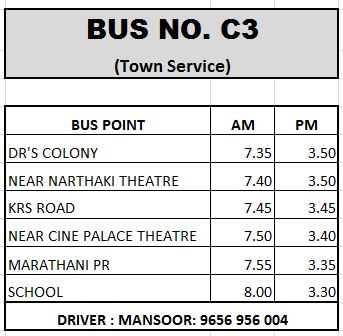 BUS NO. C3
(Town Service)
BUS POINT AM PM
DR'S COLONY 7.35 3.50
NEAR NARTHAKI THEATRE 7.40 3.50
KRS ROAD 7.45 3.45
NEAR CINE PALACE THEATRE 7.50 3.40
MARATHANI PR 7.55 3.35
SCHOOL 8.00 3.30
DRIVER : MANSOOR: 9656 956 004